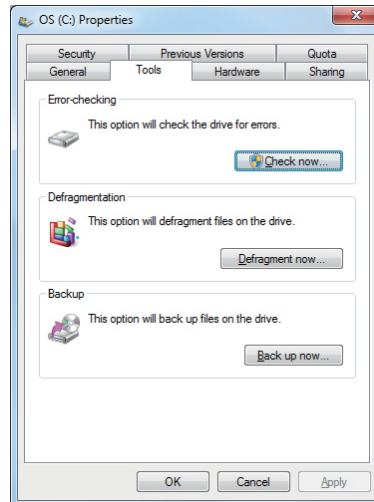 OS (C:) Properties
Security Previous Versions Quota
General Tools Hardware Sharing
Error-checking
This option will check the drive for errors.
Check now...
Defragmentation
This option will defragment files on the drive.
Defragment now...
Backup
This option will back up files on the drive.
Back up now...
OK Cancel Apply